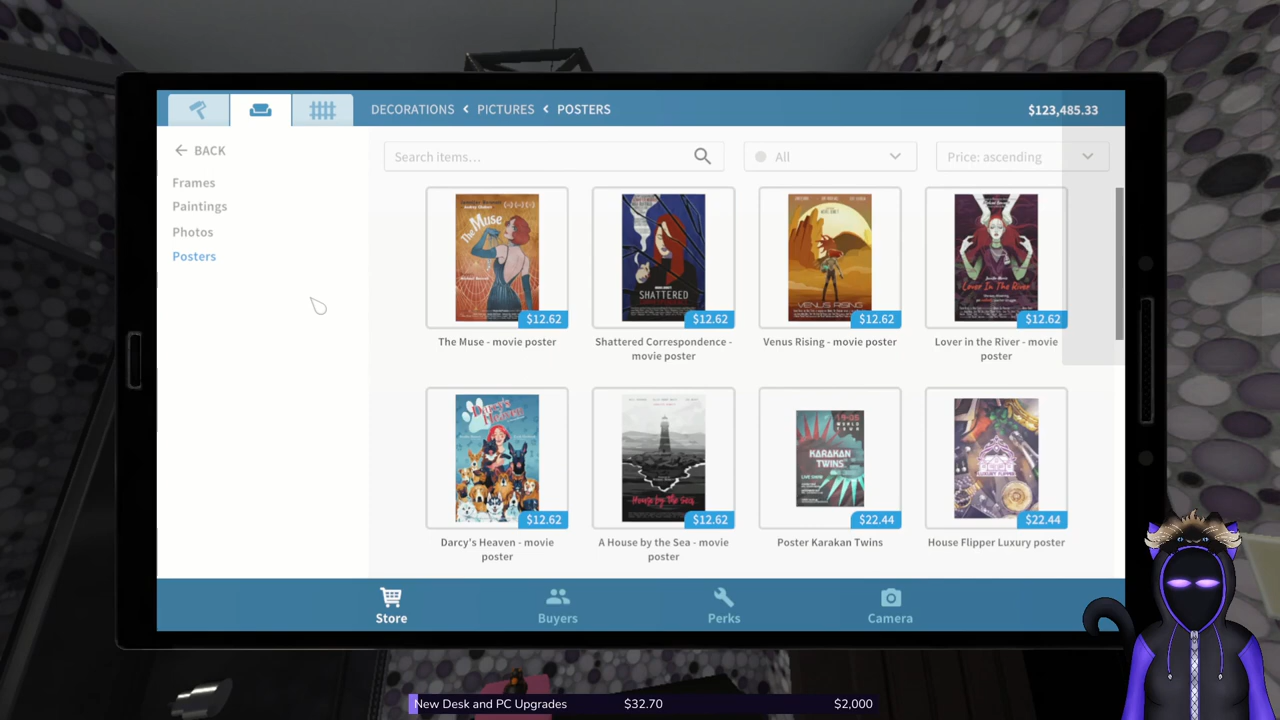 DECORATIONS < PICTURES < POSTERS
$123,485.33
BACK
Search items...
All
Price: ascending
Frames
Paintings
Photos
Posters
The Muse
SHATTERED
VENUS RISING
Lover In The River
$12.62
$12.62
$12.62
$12.62
The Muse - movie poster
Shattered Correspondence - movie poster
Venus Rising - movie poster
Lover in the River - movie poster
Darcy's Heaven
House by the Sea
KARAKAN TWINS
$12.62
$12.62
$22.44
$22.44
Darcy's Heaven - movie poster
A House by the Sea - movie poster
Poster Karakan Twins
House Flipper Luxury poster
Store
Buyers
Perks
Camera
New Desk and PC Upgrades $32.70 $2,000